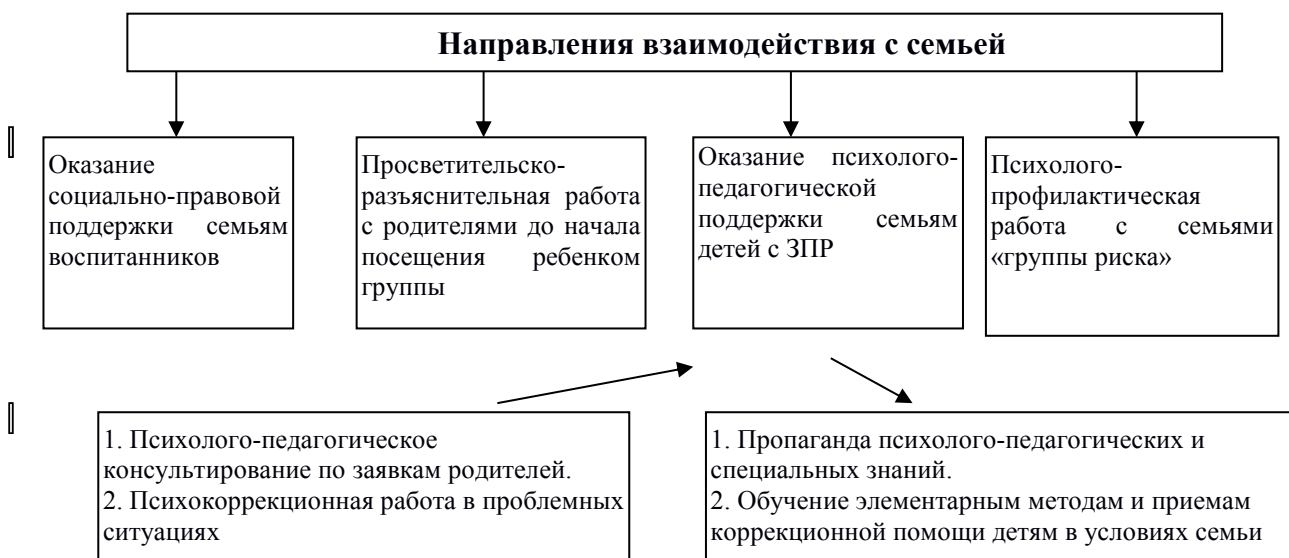 Направления взаимодействия с семьей
Оказание
социально-правовой
поддержки семьям
воспитанников
Просветительско-
разъяснительная работа
с родителями до начала
посещения ребенком
группы
Оказание психолого-
педагогической
поддержки семьям
детей с ЗПР
Психолого-
профилактическая
работа с семьями
«группы риска»
1. Психолого-педагогическое
консультирование по заявкам родителей.
2. Психокоррекционная работа в проблемных
ситуациях
1. Пропаганда психолого-педагогических и
специальных знаний.
2. Обучение элементарным методам и приемам
коррекционной помощи детям в условиях семьи